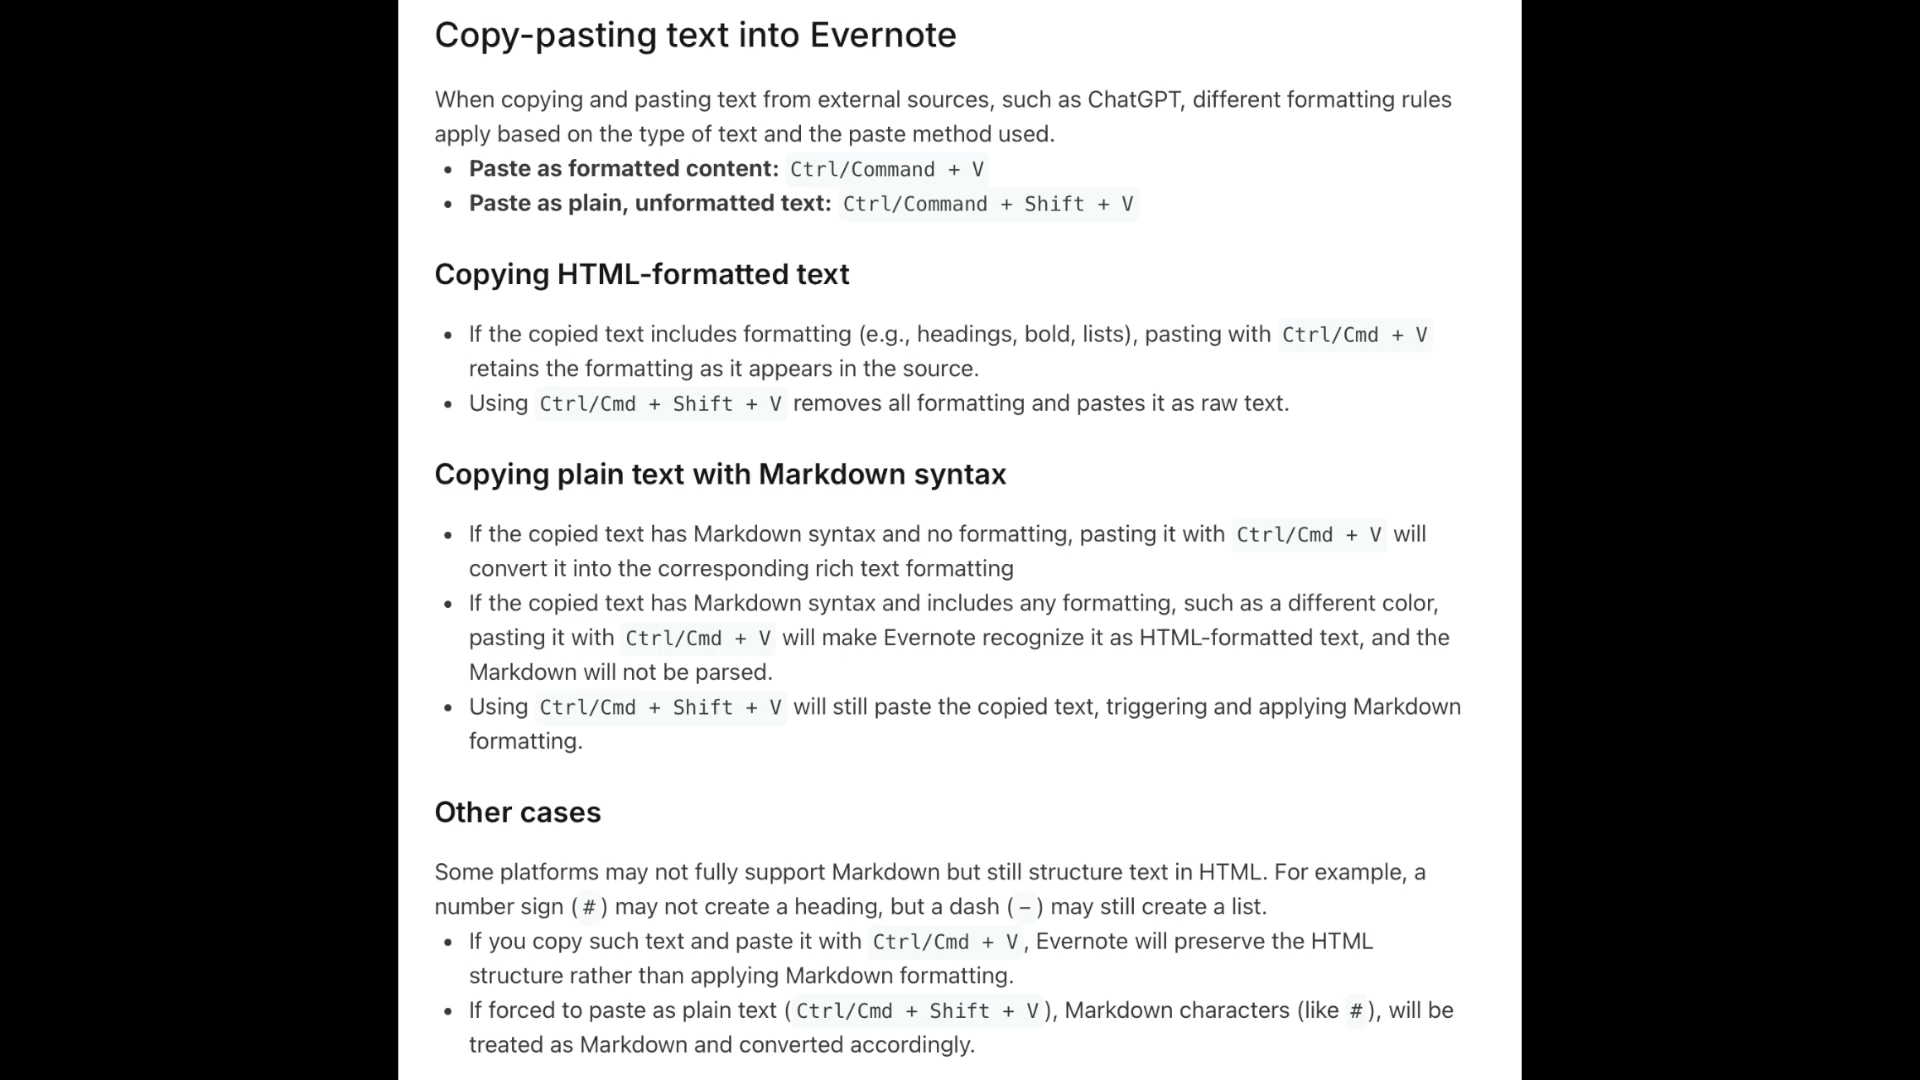 Copy-pasting text into Evernote
When copying and pasting text from external sources, such as ChatGPT, different formatting rules
apply based on the type of text and the paste method used.
• Paste as formatted content: Ctrl/Command + V
• Paste as plain, unformatted text: Ctrl/Command + Shift + V
Copying HTML-formatted text
• If the copied text includes formatting (e.g., headings, bold, lists), pasting with Ctrl/Cmd + V
retains the formatting as it appears in the source.
• Using Ctrl/Cmd + Shift + V removes all formatting and pastes it as raw text.
Copying plain text with Markdown syntax
• If the copied text has Markdown syntax and no formatting, pasting it with Ctrl/Cmd + V will
convert it into the corresponding rich text formatting
• If the copied text has Markdown syntax and includes any formatting, such as a different color,
pasting it with Ctrl/Cmd + V will make Evernote recognize it as HTML-formatted text, and the
Markdown will not be parsed.
• Using Ctrl/Cmd + Shift + V will still paste the copied text, triggering and applying Markdown
formatting.
Other cases
Some platforms may not fully support Markdown but still structure text in HTML. For example, a
number sign (#) may not create a heading, but a dash (-) may still create a list.
• If you copy such text and paste it with Ctrl/Cmd + V, Evernote will preserve the HTML
structure rather than applying Markdown formatting.
• If forced to paste as plain text (Ctrl/Cmd + Shift + V), Markdown characters (like #), will be
treated as Markdown and converted accordingly.